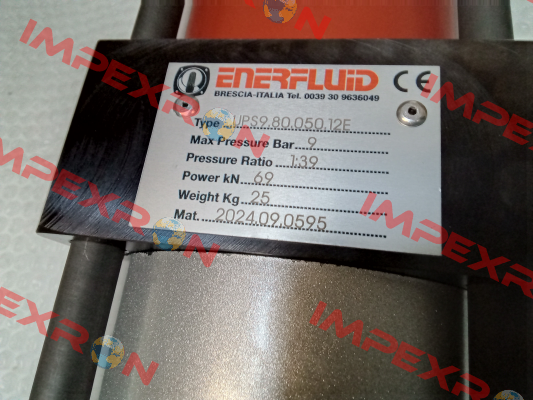 ENERFLUID
CE
BRESCIA-ITALIA Tel. 0039 30 9636049
Type UPS9.80.050.12E
Max Pressure Bar 9
Pressure Ratio 1:39
Power kN 69
Weight Kg 25
Mat. 2024.09.0595
IMPEXRON
IMPEXRON
IMPEXRON
IMPEXRON
IMPEXRON
IMPEXRON